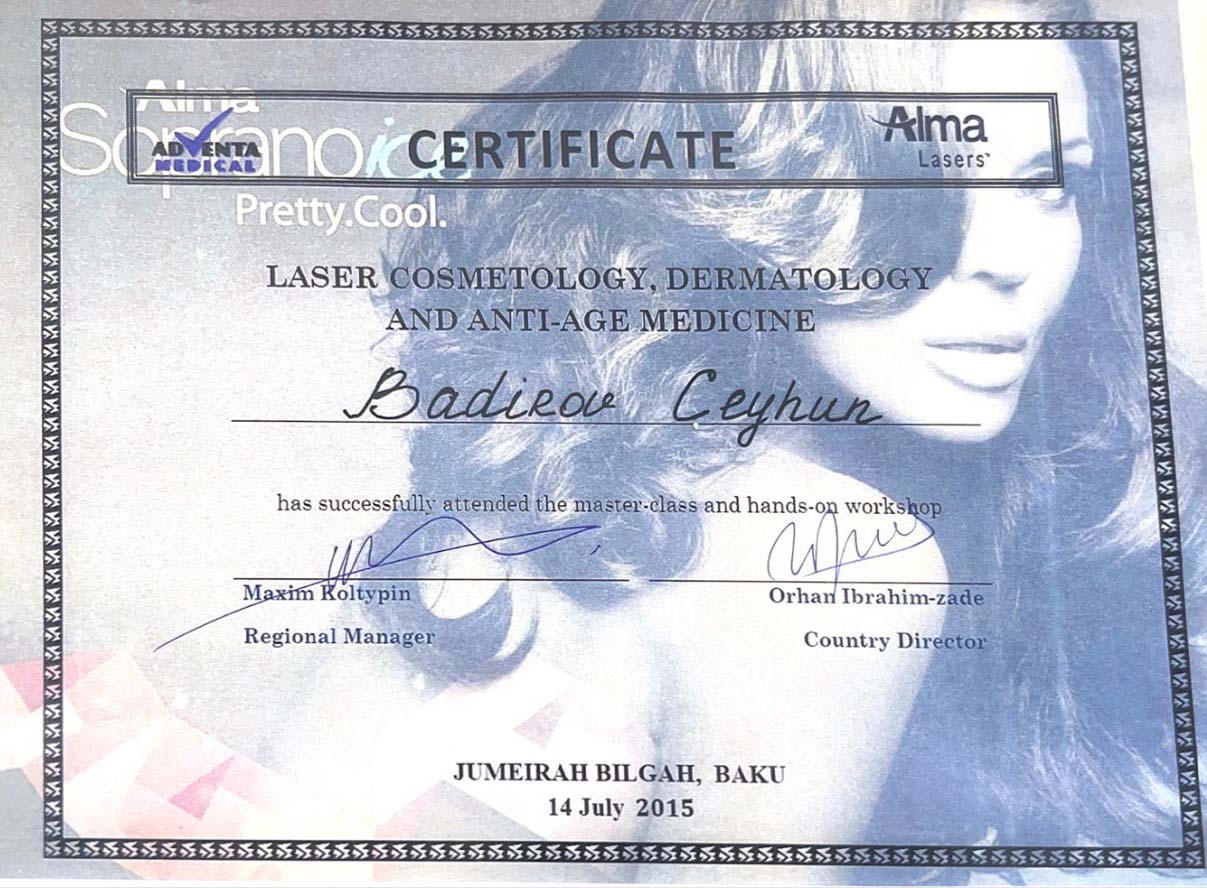 Alma
Soprano ice
Pretty.Cool.
ADVENTA
MEDICAL
CERTIFICATE
Alma
Lasers
LASER COSMETOLOGY, DERMATOLOGY
AND ANTI-AGE MEDICINE
Badirov Ceyhun
has successfully attended the master-class and hands-on workshop
Maxim Koltypin
Orhan Ibrahim-zade
Regional Manager
Country Director
JUMEIRAH BILGAH, BAKU
14 July 2015